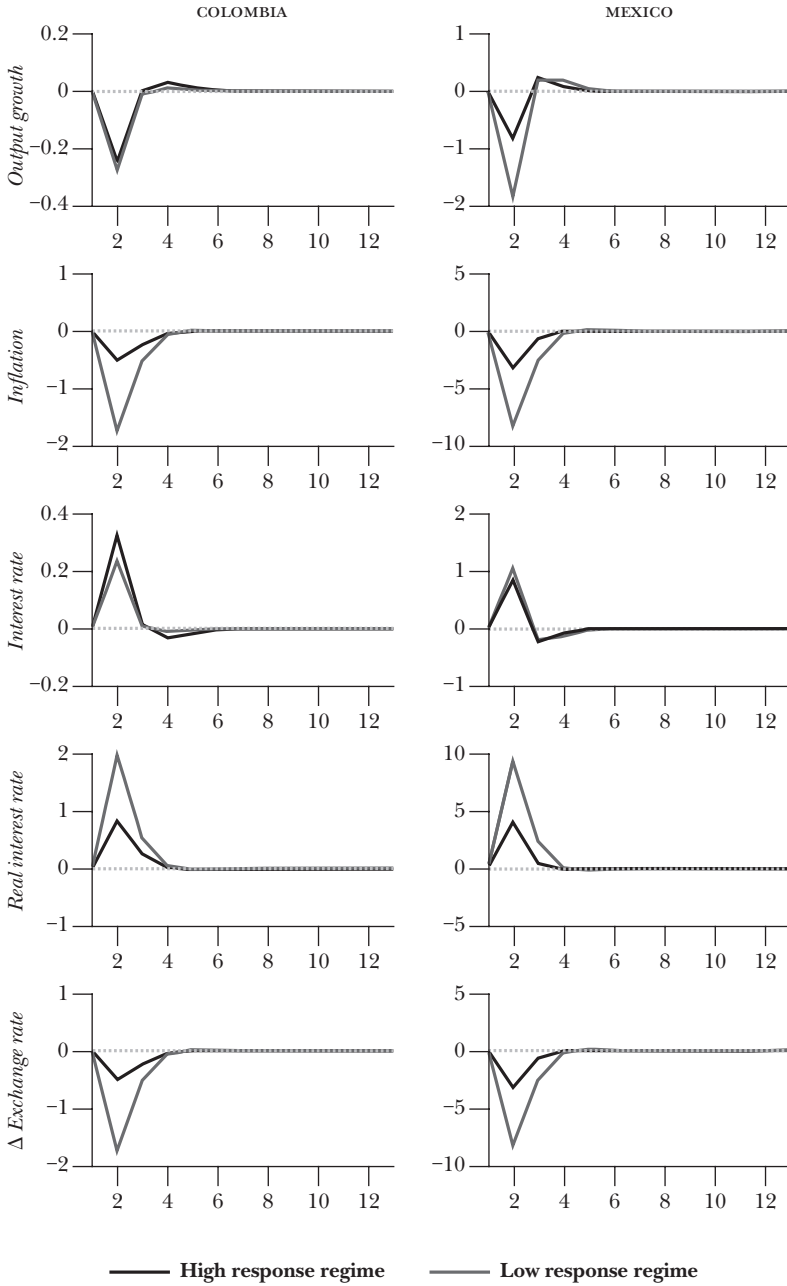 COLOMBIA
MEXICO
Output growth
0.2
0
−0.2
−0.4
2 4 6 8 10 12
1
0
−1
−2
2 4 6 8 10 12
Inflation
1
0
−1
−2
2 4 6 8 10 12
5
0
−5
−10
2 4 6 8 10 12
Interest rate
0.4
0.2
0
−0.2
2 4 6 8 10 12
2
1
0
−1
2 4 6 8 10 12
Real interest rate
2
1
0
−1
2 4 6 8 10 12
10
5
0
−5
2 4 6 8 10 12
Δ Exchange rate
1
0
−1
−2
2 4 6 8 10 12
5
0
−5
−10
2 4 6 8 10 12
High response regime
Low response regime